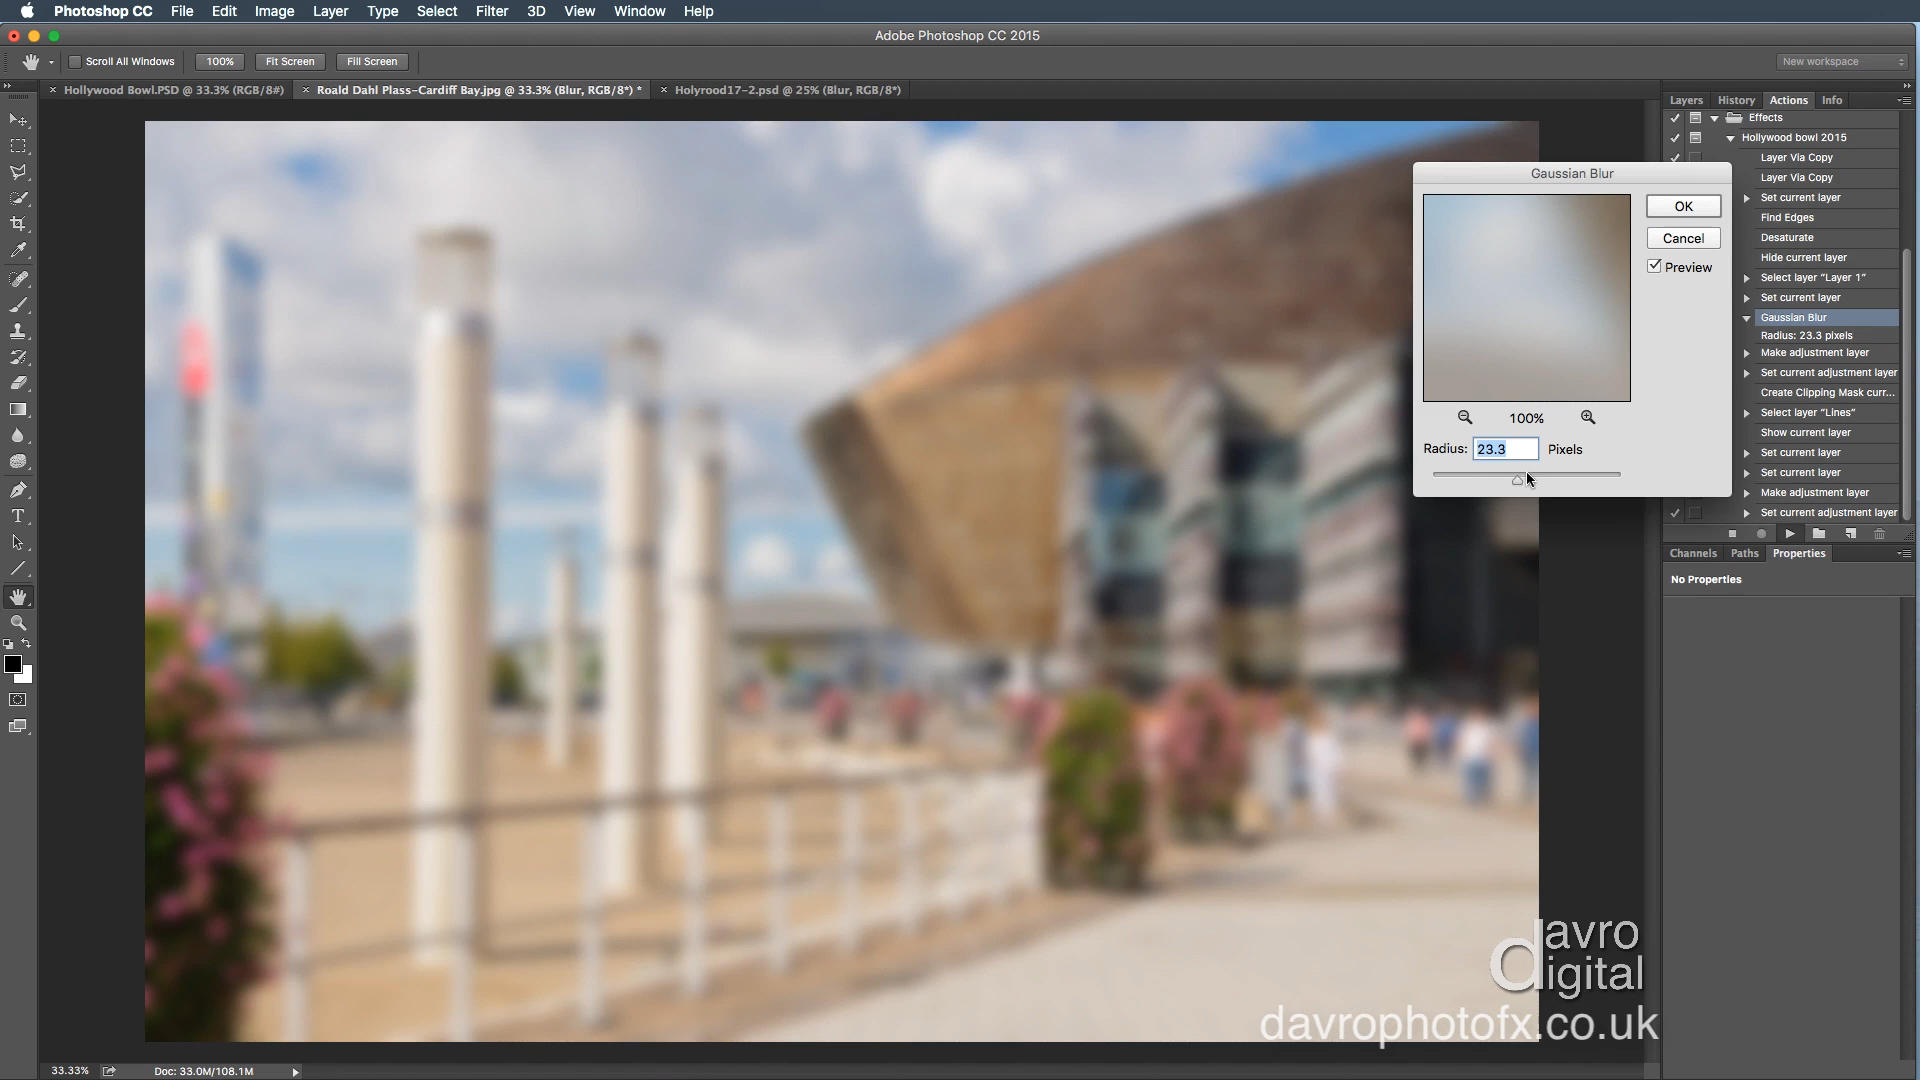 Photoshop CC File Edit Image Layer Type Select Filter 3D View Window Help
Adobe Photoshop CC 2015
Scroll All Windows 100% Fit Screen Fill Screen New workspace
Hollywood Bowl.PSD @ 33.3% (RGB/8#) Roald Dahl Plass-Cardiff Bay.jpg @ 33.3% (Blur, RGB/8*) * Holyrood17-2.psd @ 25% (Blur, RGB/8*)
Layers History Actions Info
Effects
Hollywood bowl 2015
Layer Via Copy
Layer Via Copy
Set current layer
Find Edges
Desaturate
Hide current layer
Select layer “Layer 1”
Set current layer
Gaussian Blur
Radius: 23.3 pixels
Make adjustment layer
Set current adjustment layer
Create Clipping Mask curr...
Select layer “Lines”
Show current layer
Set current layer
Set current layer
Make adjustment layer
Set current adjustment layer
Gaussian Blur
OK
Cancel
Preview
100%
Radius: 23.3 Pixels
Channels Paths Properties
No Properties
T
davro
digital
davrophotofx.co.uk
33.33% Doc: 33.0M/108.1M